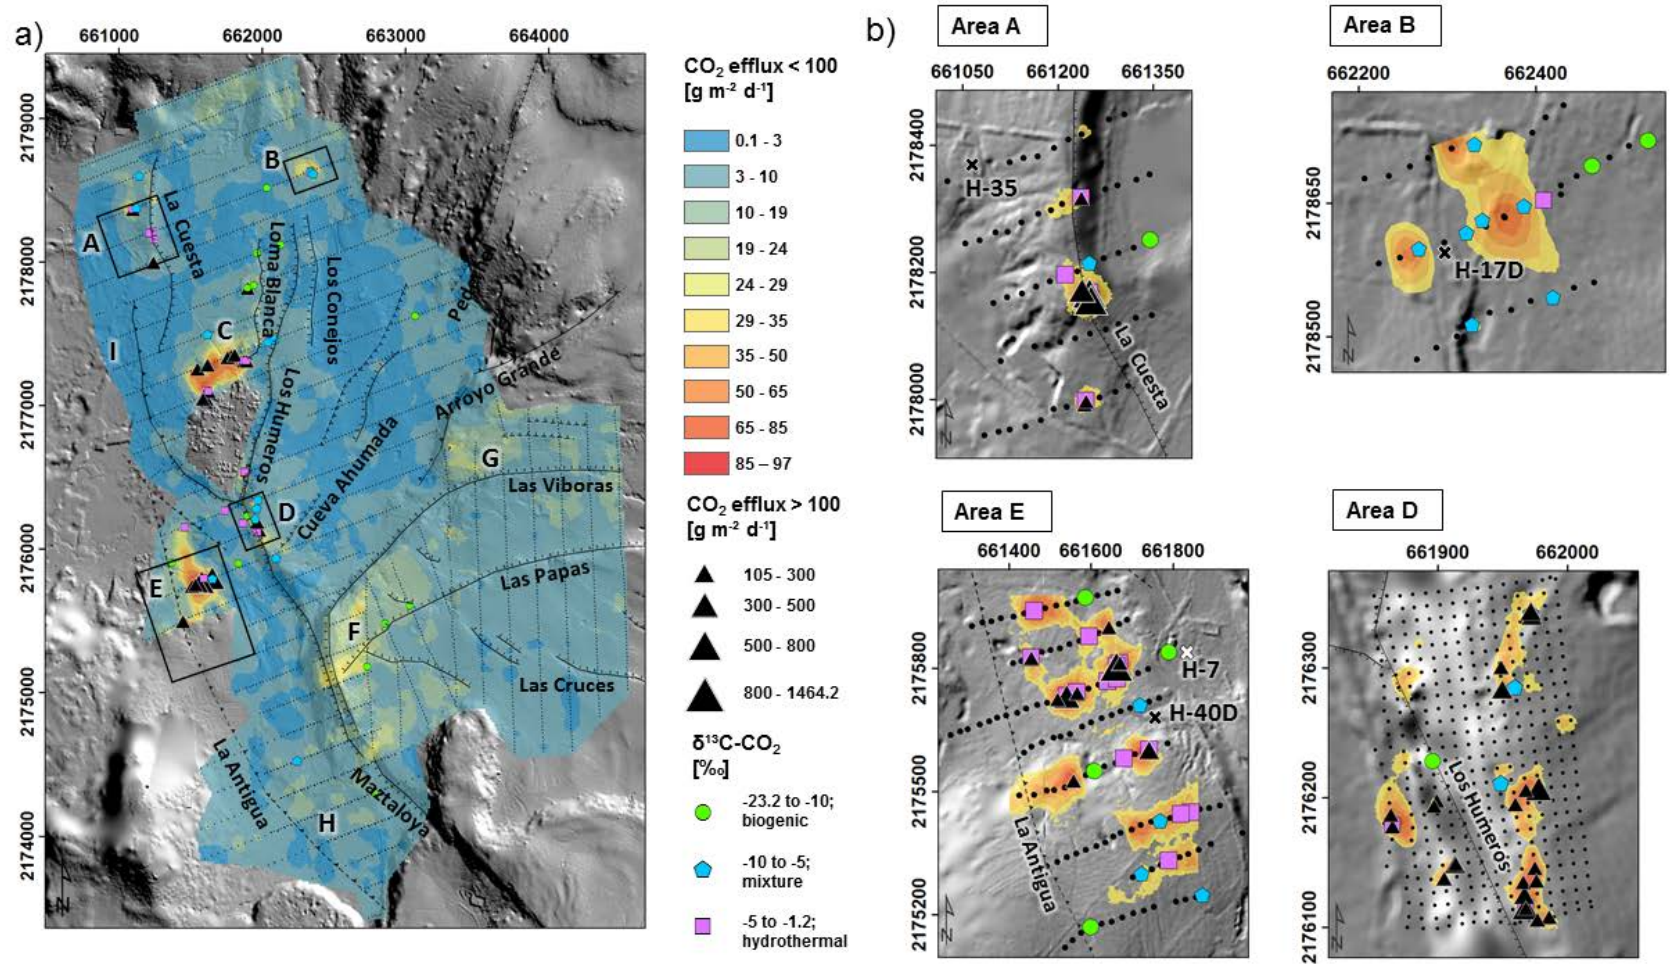 a)
661000 662000 663000 664000
2179000
2178000
2177000
2176000
2175000
2174000
A
B
C
D
E
F
G
H
I
La Cuesta
Loma Blanca
Los Conejos
Los Humeros
Cueva Ahumada
Arroyo Grande
Ped
Las Viboras
Las Papas
Las Cruces
Maztaloya
La Antigua
N
CO₂ efflux < 100
[g m⁻² d⁻¹]
0.1 - 3
3 - 10
10 - 19
19 - 24
24 - 29
29 - 35
35 - 50
50 - 65
65 - 85
85 – 97
CO₂ efflux > 100
[g m⁻² d⁻¹]
105 - 300
300 - 500
500 - 800
800 - 1464.2
δ¹³C-CO₂
[‰]
-23.2 to -10;
biogenic
-10 to -5;
mixture
-5 to -1.2;
hydrothermal
b)
Area A
661050 661200 661350
2178400
2178200
2178000
H-35
La Cuesta
N
Area B
662200 662400
2178650
2178500
H-17D
N
Area E
661400 661600 661800
2175800
2175500
2175200
H-7
H-40D
La Antigua
N
Area D
661900 662000
2176300
2176200
2176100
Los Humeros
N